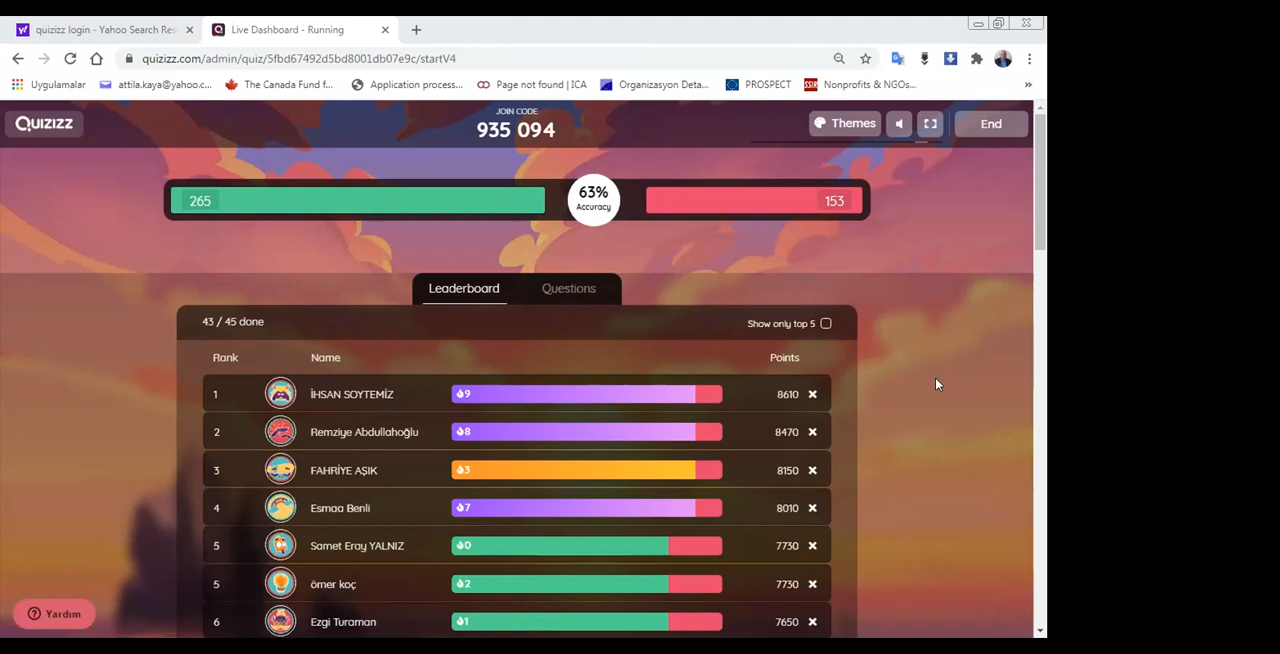 quizizz login - Yahoo Search Res
Live Dashboard - Running
quizizz.com/admin/quiz/5fbd67492d5bd8001db07e9c/startV4
Uygulamalar
attila.kaya@yahoo.c...
The Canada Fund f...
Application process...
Page not found | ICA
Organizasyon Deta...
PROSPECT
SSIR
Nonprofits & NGOs...
Quizizz
JOIN CODE
935 094
Themes
End
265
63%
Accuracy
153
Leaderboard
Questions
43 / 45 done
Show only top 5
Rank Name Points
1 İHSAN SOYTEMİZ 9 8610
2 Remziye Abdullahoğlu 8 8470
3 FAHRİYE AŞIK 3 8150
4 Esmaa Benli 7 8010
5 Samet Eray YALNIZ 0 7730
5 ömer koç 2 7730
6 Ezgi Turaman 1 7650
Yardım